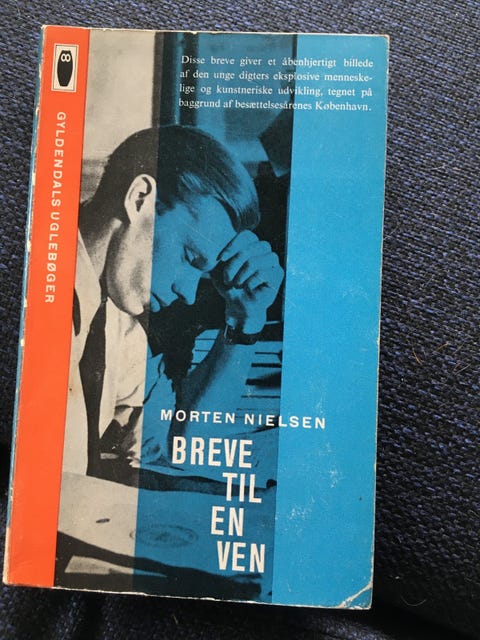 Disse breve giver et åbenhjertigt billede
af den unge digters eksplosive menneske-
lige og kunstneriske udvikling, tegnet på
baggrund af besættelsesårenes København.
GYLDENDALS UGLEBØGER
MORTEN NIELSEN
BREVE
TIL
EN
VEN